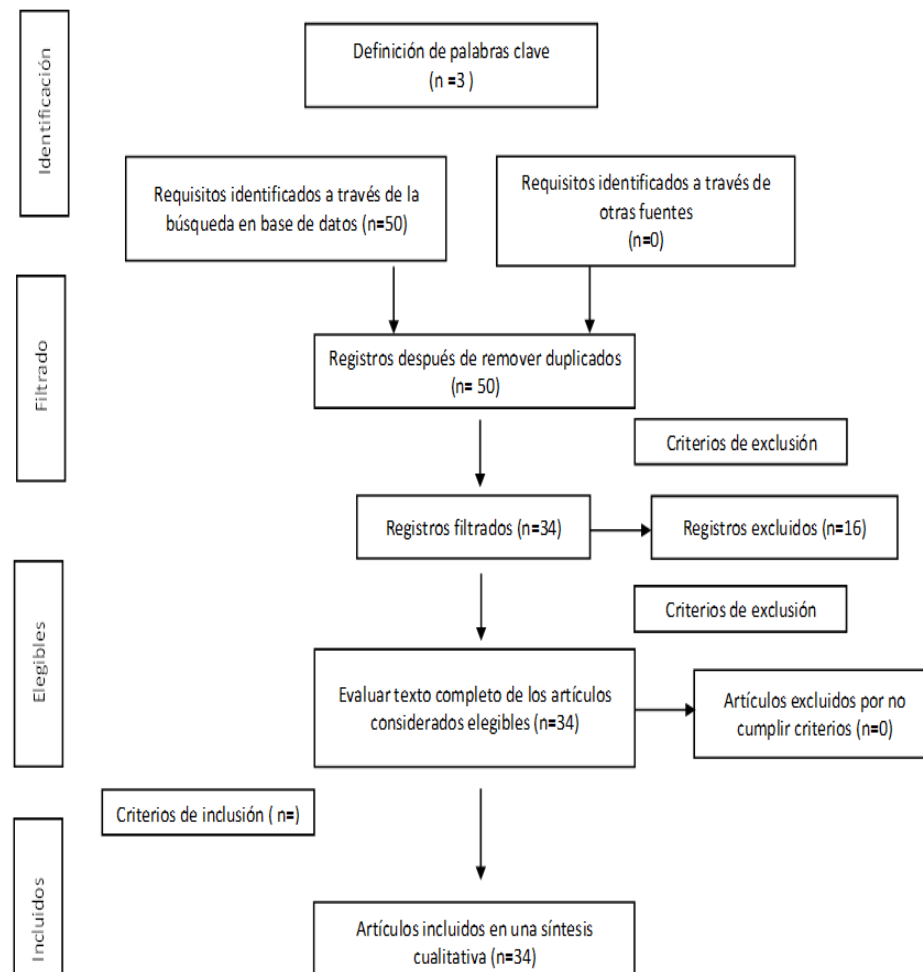 Identificación
Definición de palabras clave
(n =3 )
Requisitos identificados a través de la
búsqueda en base de datos (n=50)
Requisitos identificados a través de
otras fuentes
(n=0)
Filtrado
Registros después de remover duplicados
(n= 50)
Criterios de exclusión
Registros filtrados (n=34)
Registros excluidos (n=16)
Elegibles
Criterios de exclusión
Evaluar texto completo de los artículos
considerados elegibles (n=34)
Artículos excluidos por no
cumplir criterios (n=0)
Criterios de inclusión ( n=)
Incluidos
Artículos incluidos en una síntesis
cualitativa (n=34)